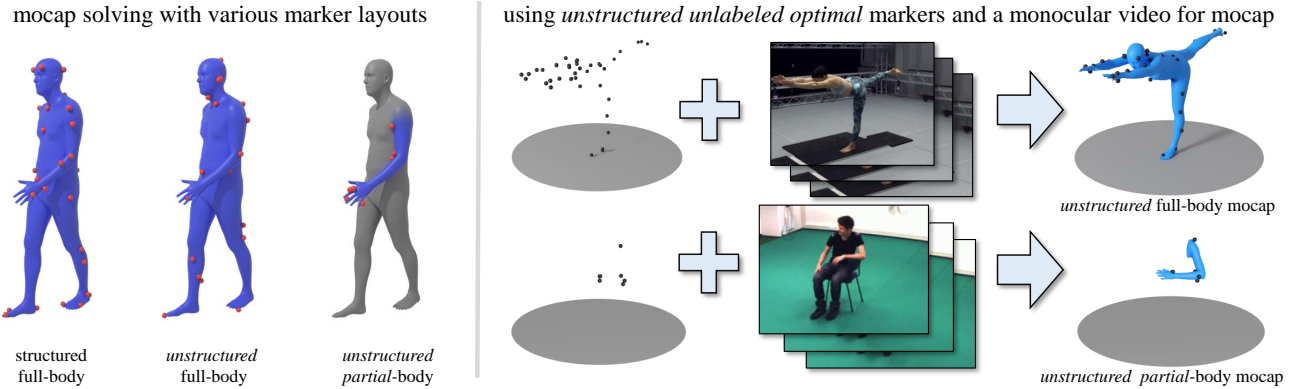 mocap solving with various marker layouts
using unstructured unlabeled optimal markers and a monocular video for mocap
unstructured full-body mocap
structured
full-body
unstructured
full-body
unstructured
partial-body
unstructured partial-body mocap